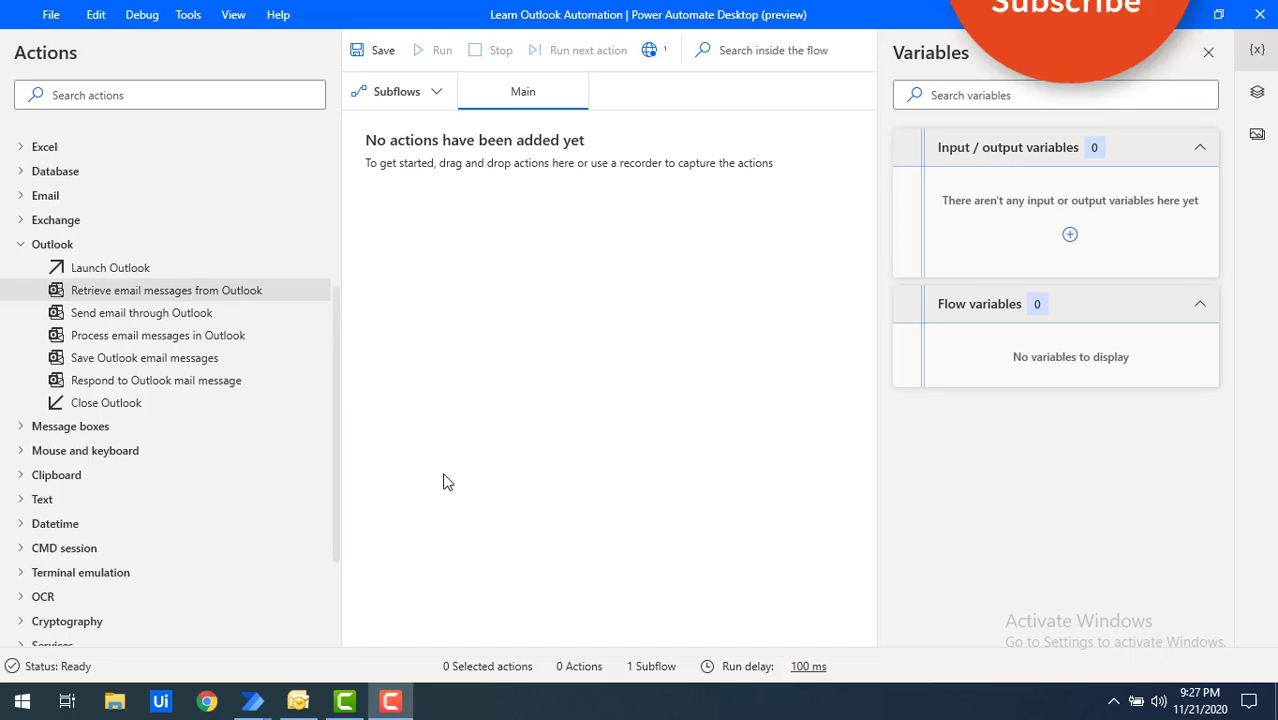 File Edit Debug Tools View Help
Learn Outlook Automation | Power Automate Desktop (preview)
Subscribe
Actions
Search actions
Excel
Database
Email
Exchange
Outlook
Launch Outlook
Retrieve email messages from Outlook
Send email through Outlook
Process email messages in Outlook
Save Outlook email messages
Respond to Outlook mail message
Close Outlook
Message boxes
Mouse and keyboard
Clipboard
Text
Datetime
CMD session
Terminal emulation
OCR
Cryptography
Services
Save Run Stop Run next action
Search inside the flow
Subflows
Main
No actions have been added yet
To get started, drag and drop actions here or use a recorder to capture the actions
Variables
{x}
Search variables
Input / output variables 0
There aren't any input or output variables here yet
Flow variables 0
No variables to display
Activate Windows
Go to Settings to activate Windows.
Status: Ready
0 Selected actions
0 Actions
1 Subflow
Run delay: 100 ms
Ui
C
C
9:27 PM
11/21/2020